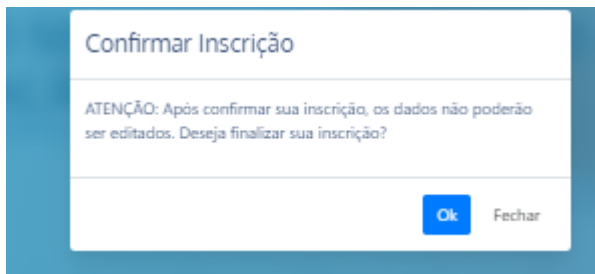 Confirmar Inscrição
ATENÇÃO: Após confirmar sua inscrição, os dados não poderão
ser editados. Deseja finalizar sua inscrição?
Ok Fechar